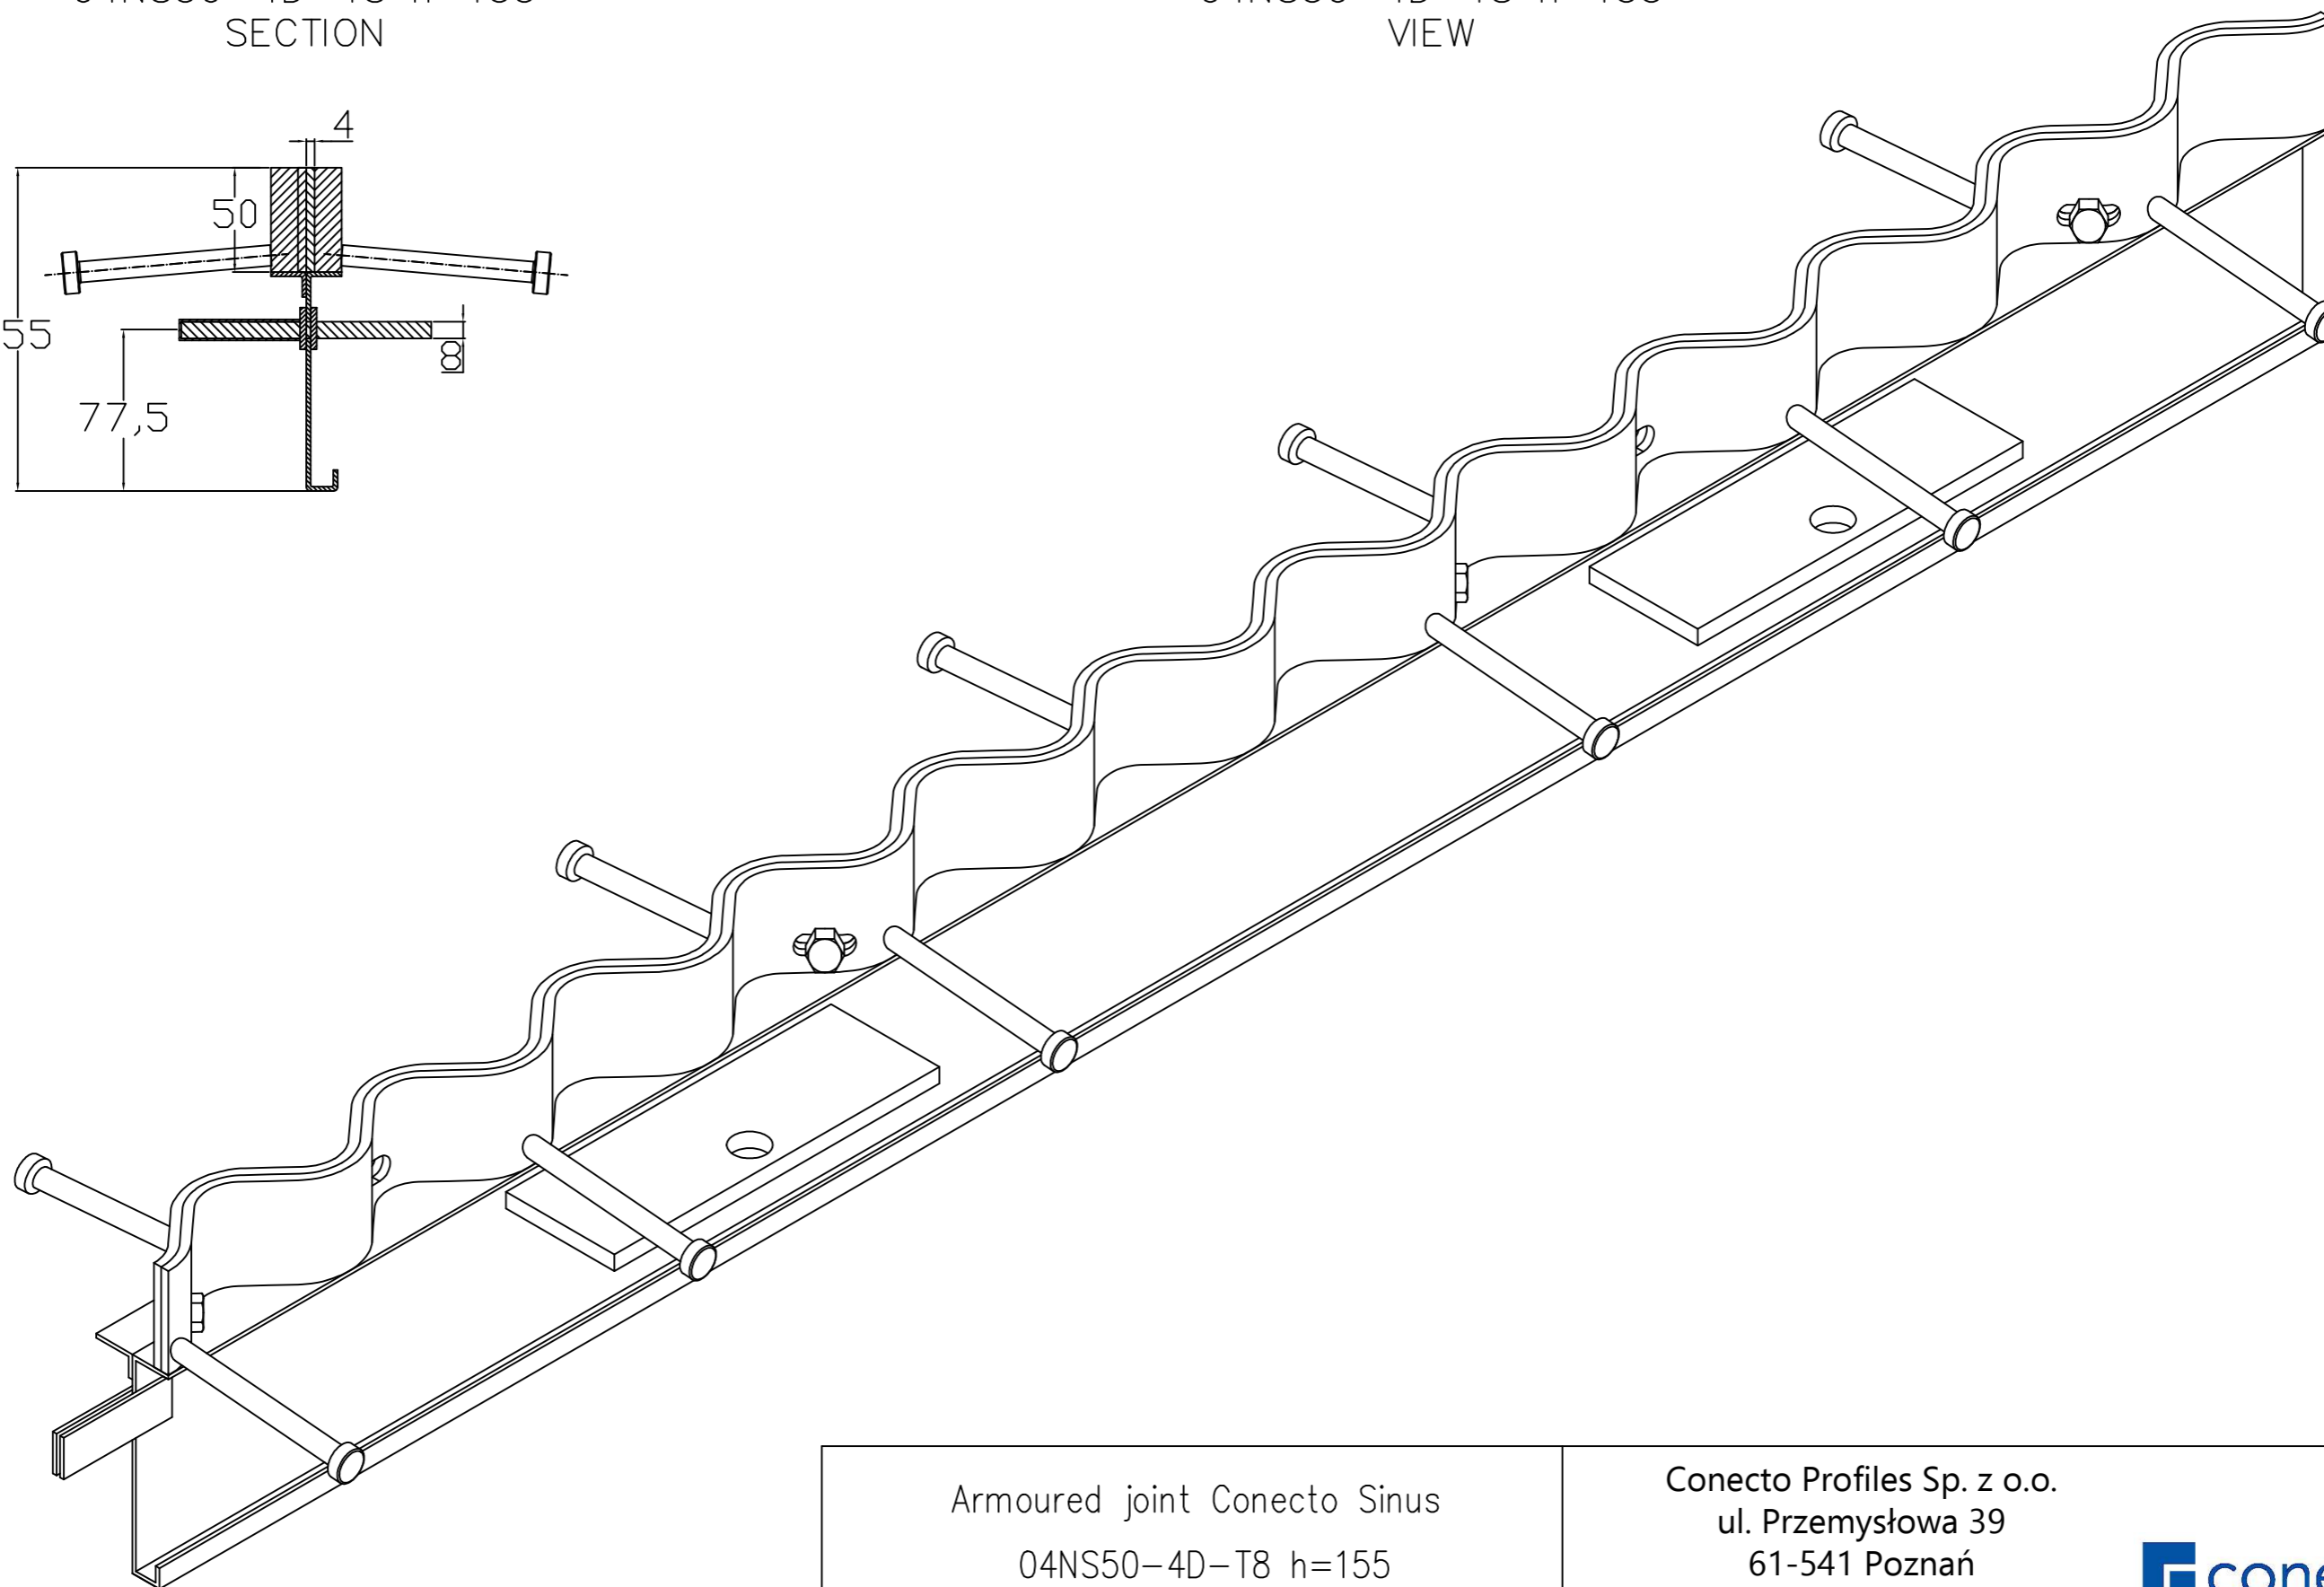 SECTION
VIEW
4
50
55
8
77,5
Armoured joint Conecto Sinus
04NS50-4D-T8 h=155
Conecto Profiles Sp. z o.o.
ul. Przemysłowa 39
61-541 Poznań